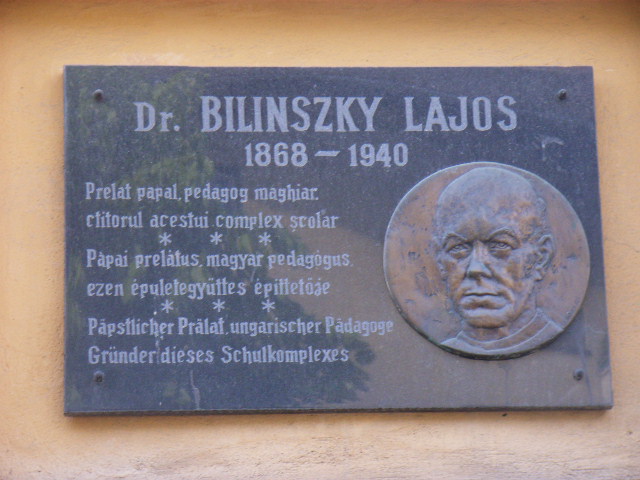 Dr. BILINSZKY LAJOS
1868 – 1940
Prelat papal, pedagog maghiar.
ctitorul acestui complex școlar
* * *
Pápai prelátus, magyar pedagógus.
ezen épületegyüttes építtetője
* * *
Päpstlicher Prälat, ungarischer Pädagoge
Gründer dieses Schulkomplexes